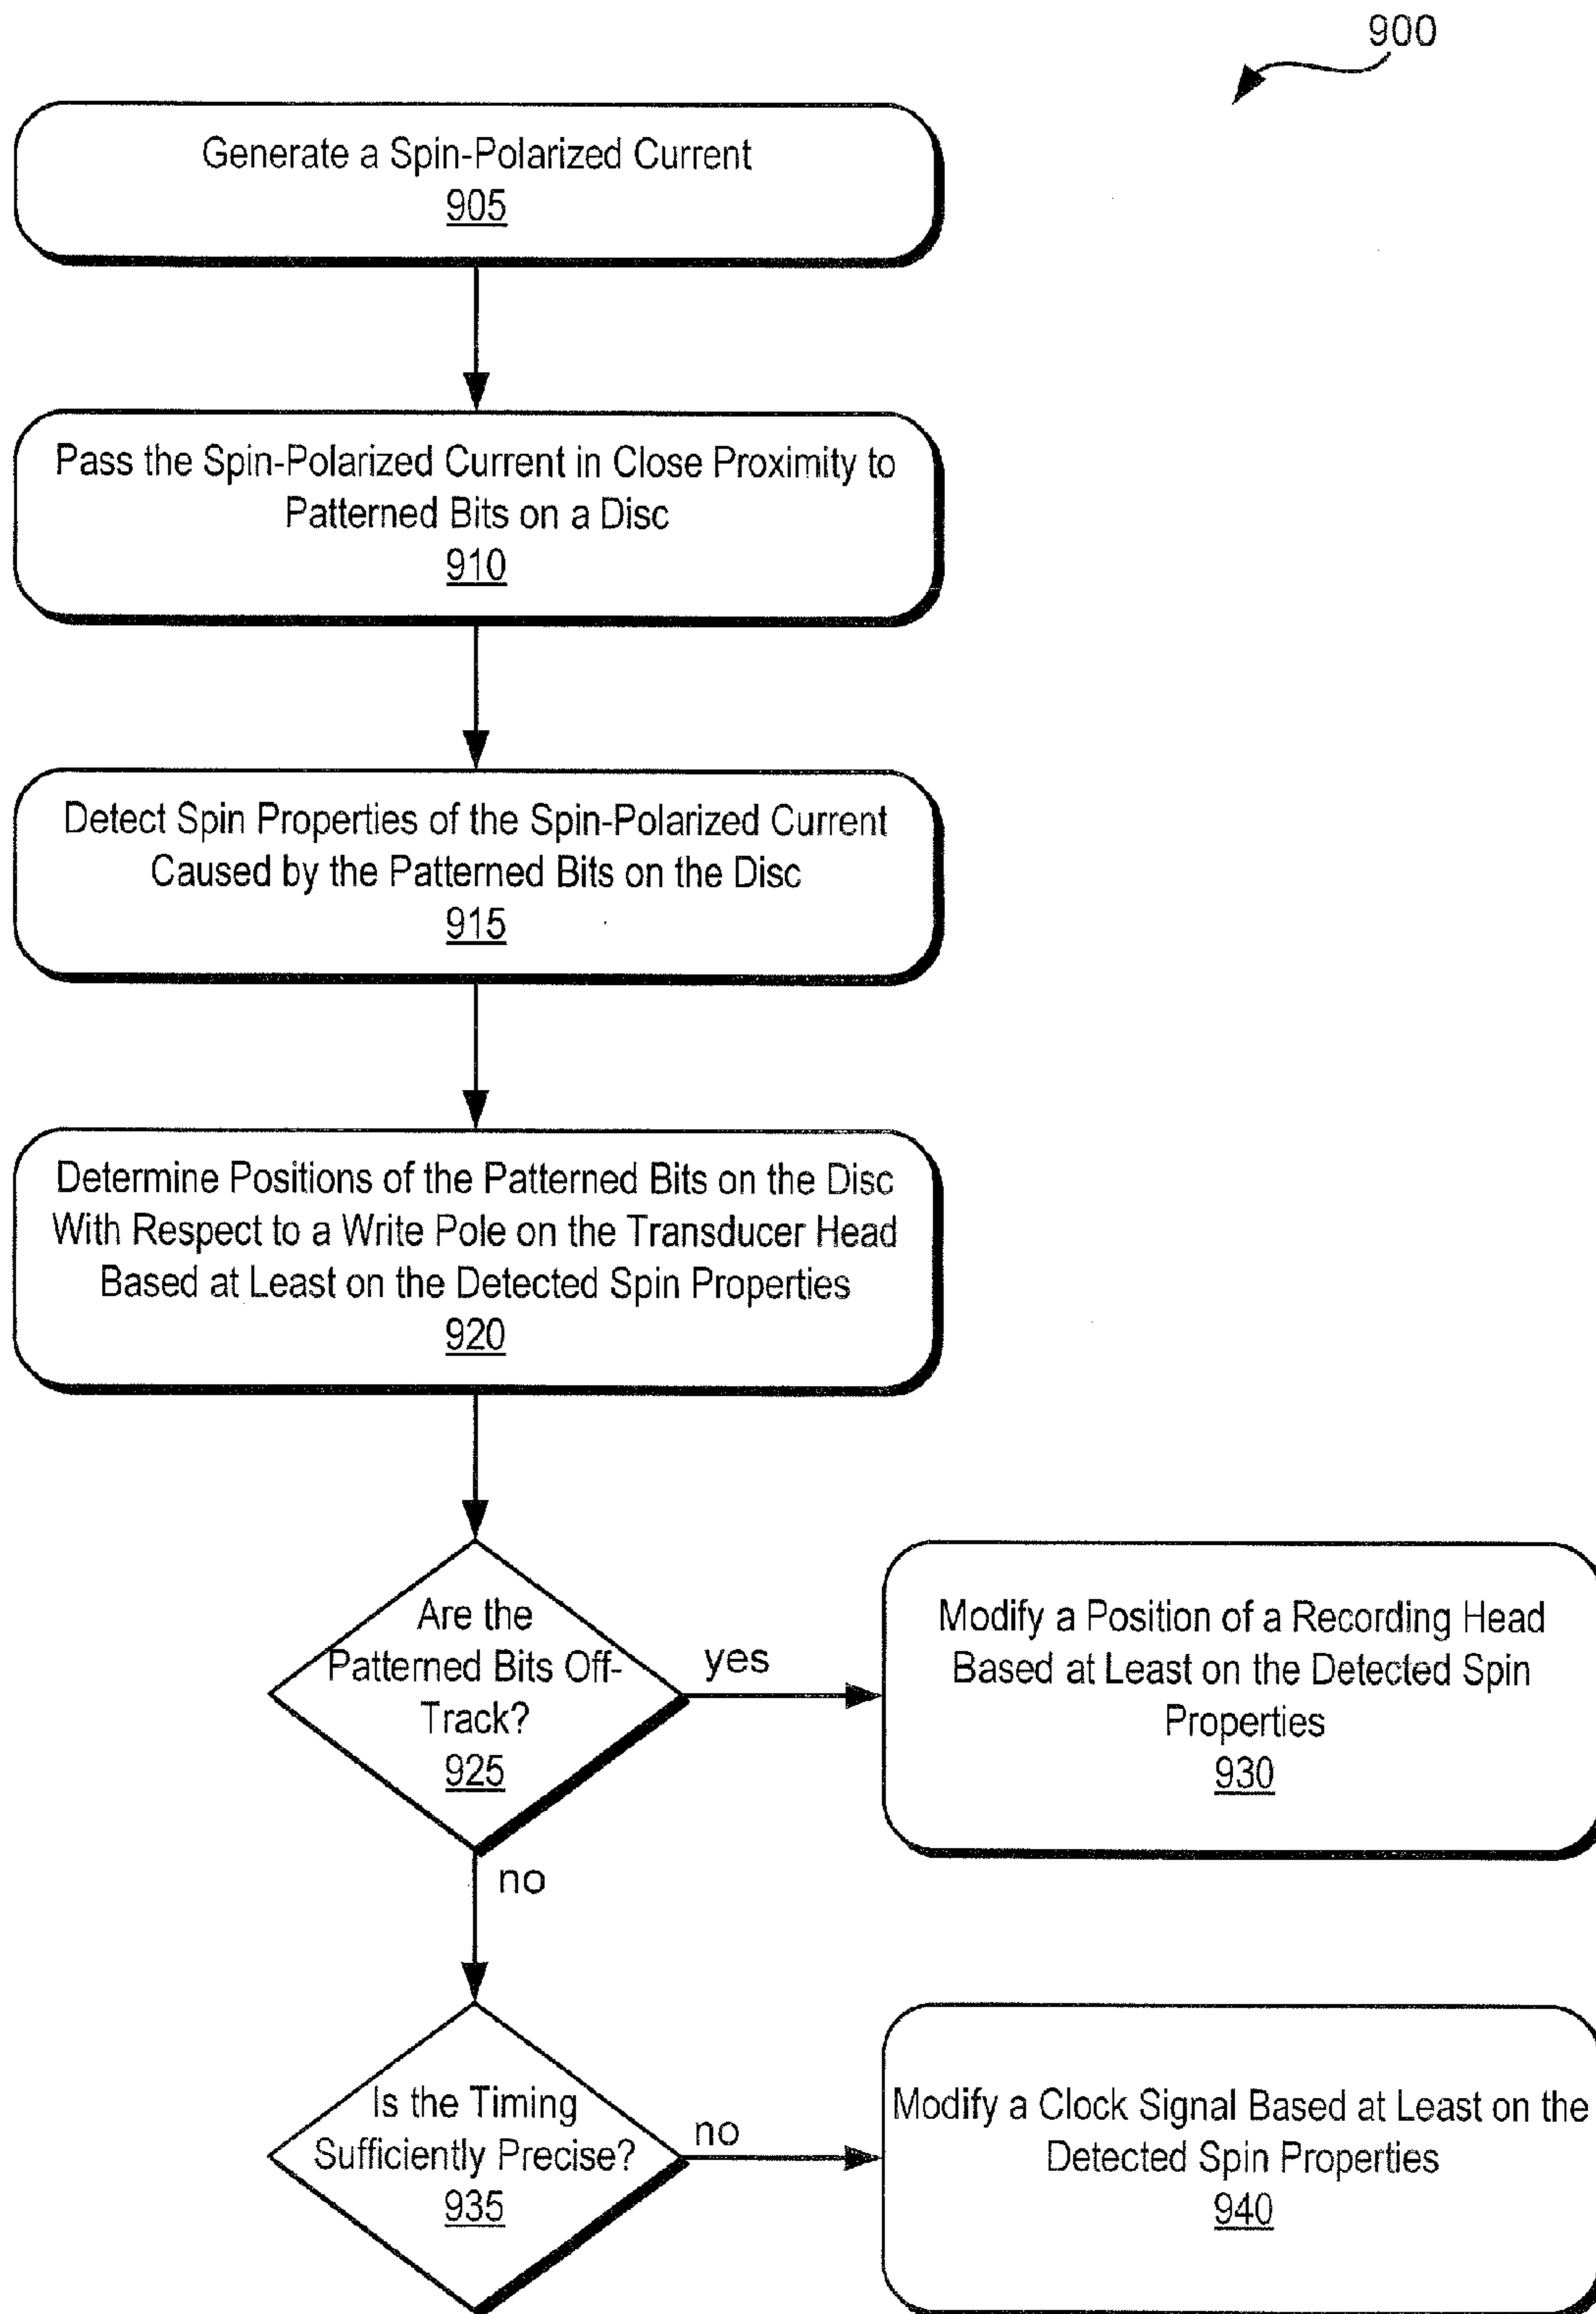 900
Generate a Spin-Polarized Current
905
Pass the Spin-Polarized Current in Close Proximity to
Patterned Bits on a Disc
910
Detect Spin Properties of the Spin-Polarized Current
Caused by the Patterned Bits on the Disc
915
Determine Positions of the Patterned Bits on the Disc
With Respect to a Write Pole on the Transducer Head
Based at Least on the Detected Spin Properties
920
Are the
Patterned Bits Off-
Track?
925
yes
Modify a Position of a Recording Head
Based at Least on the Detected Spin
Properties
930
no
Is the Timing
Sufficiently Precise?
935
no
Modify a Clock Signal Based at Least on the
Detected Spin Properties
940